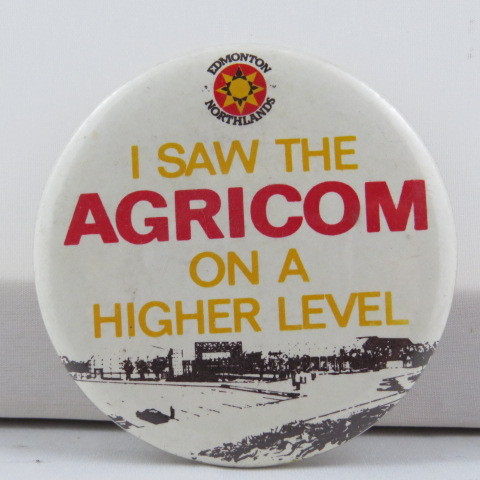 EDMONTON
NORTHLANDS
I SAW THE
AGRICOM
ON A
HIGHER LEVEL